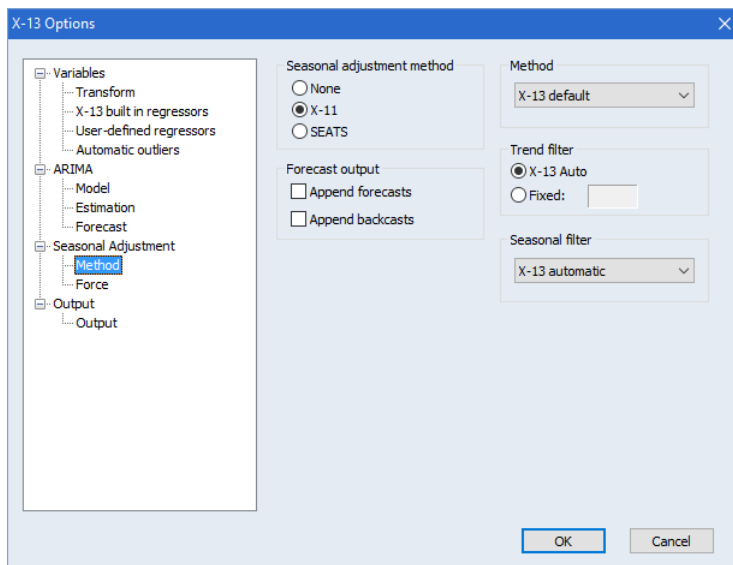 X-13 Options
Variables
Transform
X-13 built in regressors
User-defined regressors
Automatic outliers
ARIMA
Model
Estimation
Forecast
Seasonal Adjustment
Method
Force
Output
Output
Seasonal adjustment method
None
X-11
SEATS
Forecast output
Append forecasts
Append backcasts
Method
X-13 default
Trend filter
X-13 Auto
Fixed:
Seasonal filter
X-13 automatic
OK
Cancel